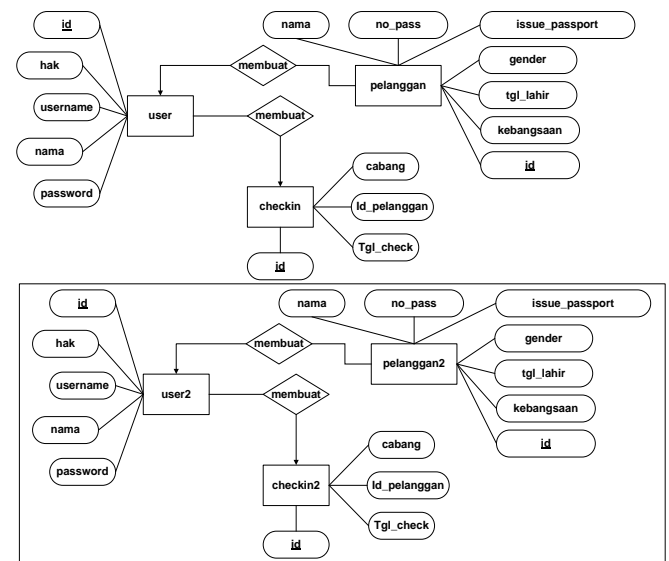 id
nama
no_pass
issue_passport
hak
membuat
gender
username
user
membuat
pelanggan
tgl_lahir
nama
kebangsaan
password
cabang
id
checkin
Id_pelanggan
Tgl_check
id
id
nama
no_pass
issue_passport
hak
membuat
gender
username
user2
membuat
pelanggan2
tgl_lahir
nama
kebangsaan
password
cabang
id
checkin2
Id_pelanggan
Tgl_check
id